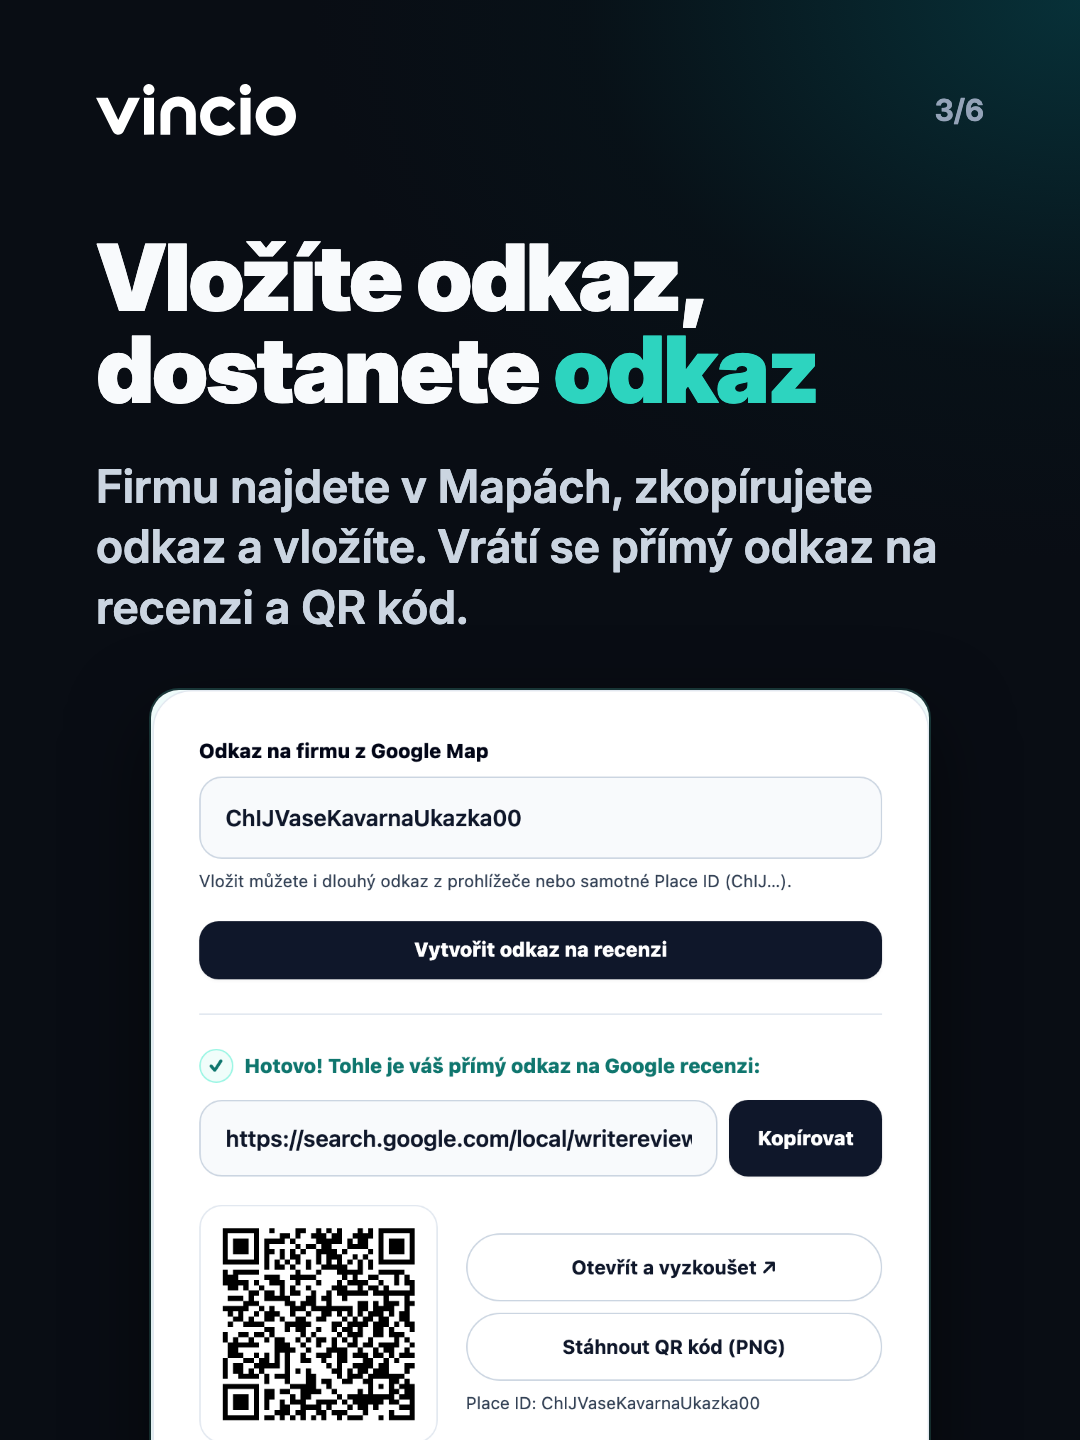 vincio
3/6
Vložíte odkaz,
dostanete odkaz
Firmu najdete v Mapách, zkopírujete
odkaz a vložíte. Vrátí se přímý odkaz na
recenzi a QR kód.
Odkaz na firmu z Google Map
ChIJVaseKavarnaUkazka00
Vložit můžete i dlouhý odkaz z prohlížeče nebo samotné Place ID (ChIJ...).
Vytvořit odkaz na recenzi
Hotovo! Tohle je váš přímý odkaz na Google recenzi:
https://search.google.com/local/writereview
Kopírovat
Otevřít a vyzkoušet ↗
Stáhnout QR kód (PNG)
Place ID: ChIJVaseKavarnaUkazka00